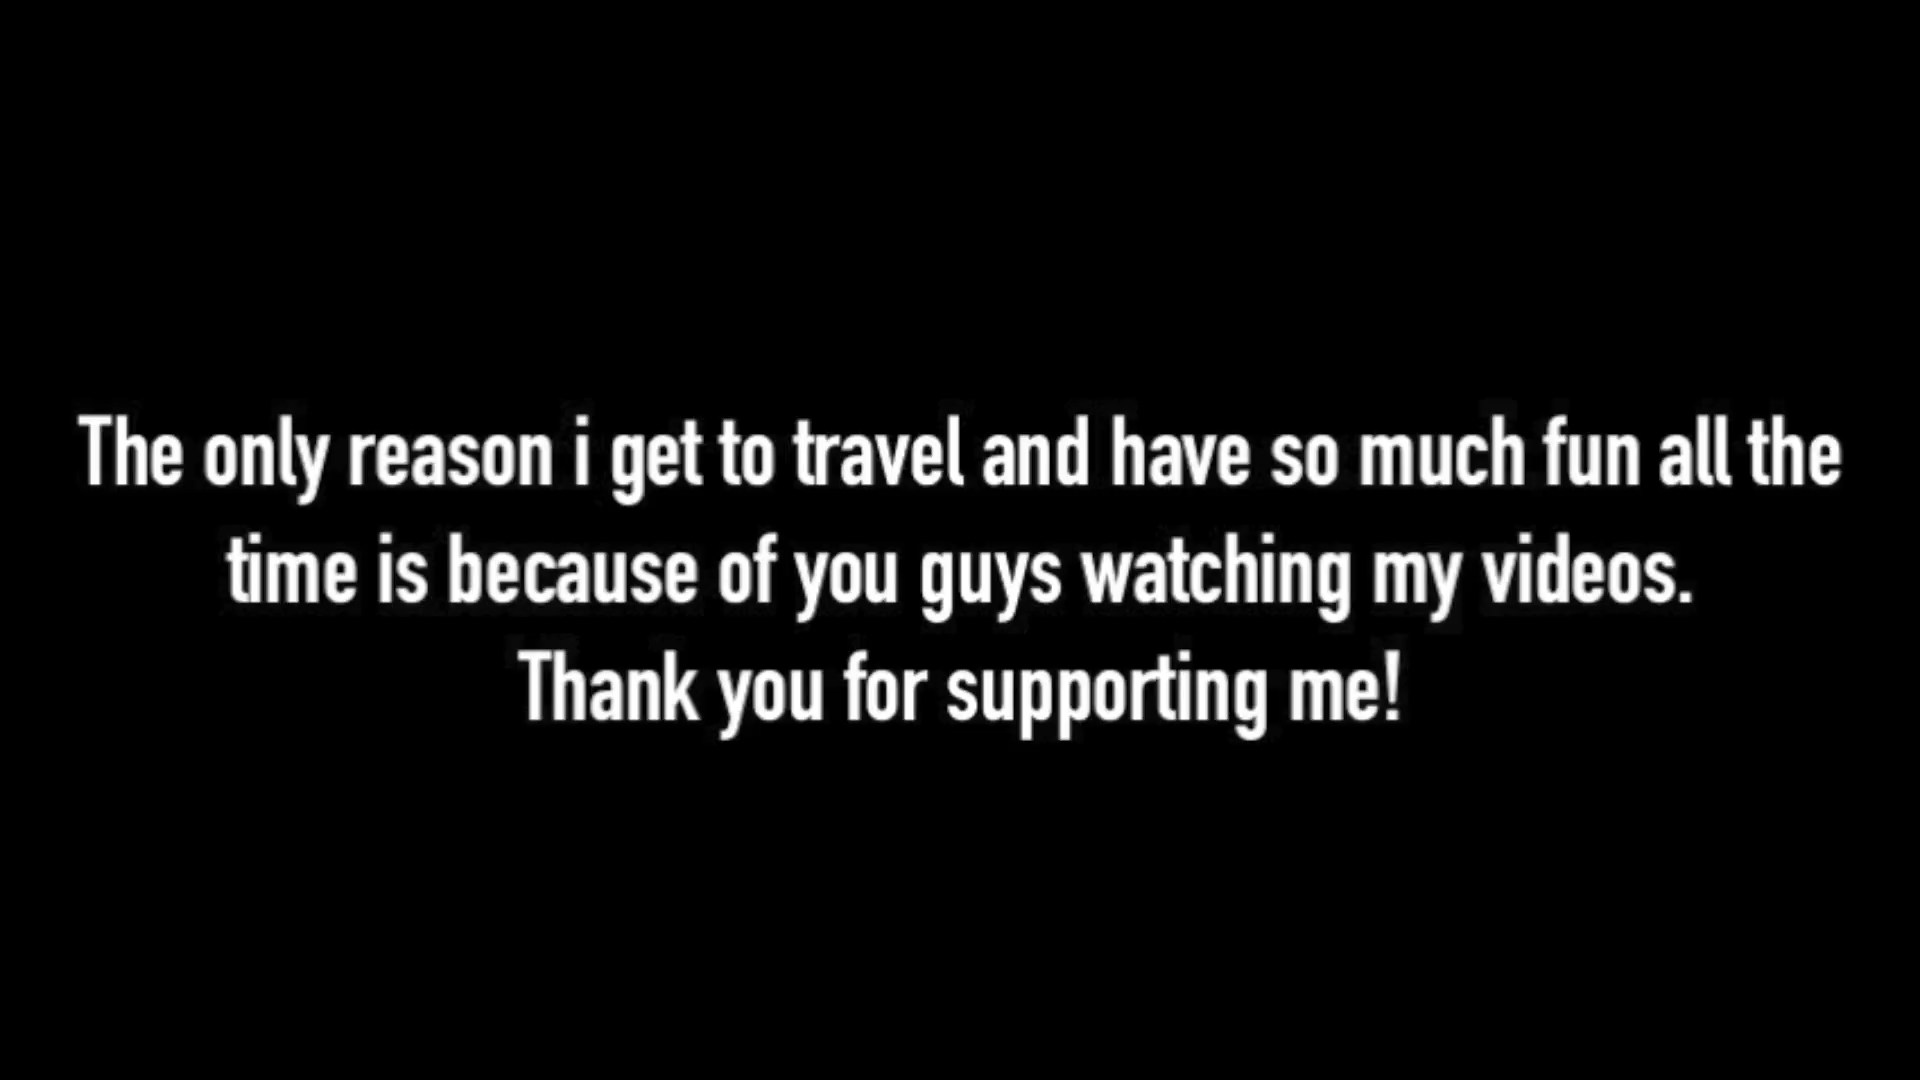 The only reason i get to travel and have so much fun all the
time is because of you guys watching my videos.
Thank you for supporting me!